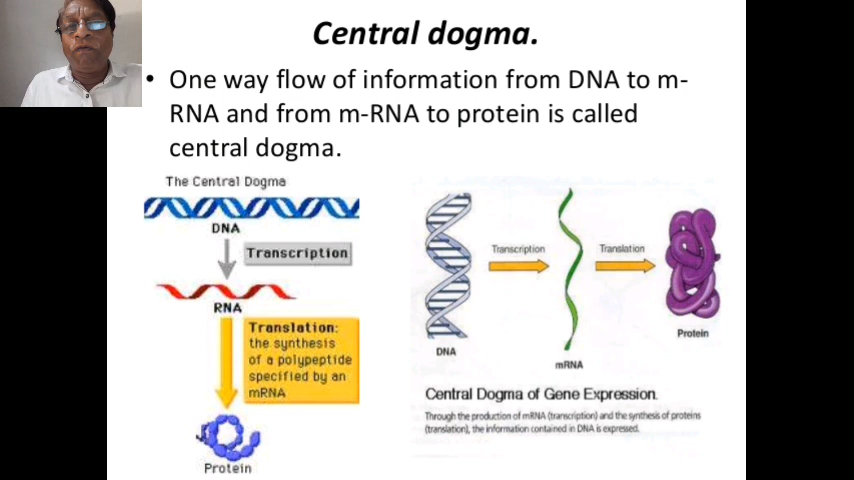 Central dogma.
• One way flow of information from DNA to m-
RNA and from m-RNA to protein is called
central dogma.
The Central Dogma
DNA
Transcription
RNA
Translation:
the synthesis
of a polypeptide
specified by an
mRNA
Protein
Transcription
Translation
DNA
mRNA
Protein
Central Dogma of Gene Expression.
Through the production of mRNA (transcription) and the synthesis of proteins
(translation), the information contained in DNA is expressed.